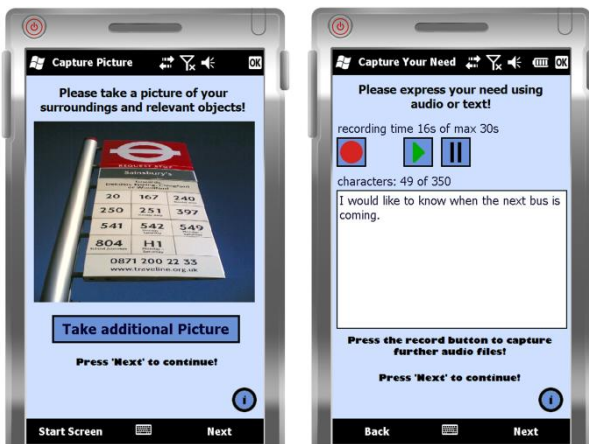 Capture Picture
OK
Please take a picture of your
surroundings and relevant objects!
REQUEST STOP
Sainsbury's
towards
20 167 240
250 251 397
541 542 549
804 H1
0871 200 22 33
www.traveline.org.uk
Take additional Picture
Press 'Next' to continue!
i
Start Screen
Next
Capture Your Need
OK
Please express your need using
audio or text!
recording time 16s of max 30s
characters: 49 of 350
I would like to know when the next bus is
coming.
Press the record button to capture
further audio files!
Press 'Next' to continue!
i
Back
Next